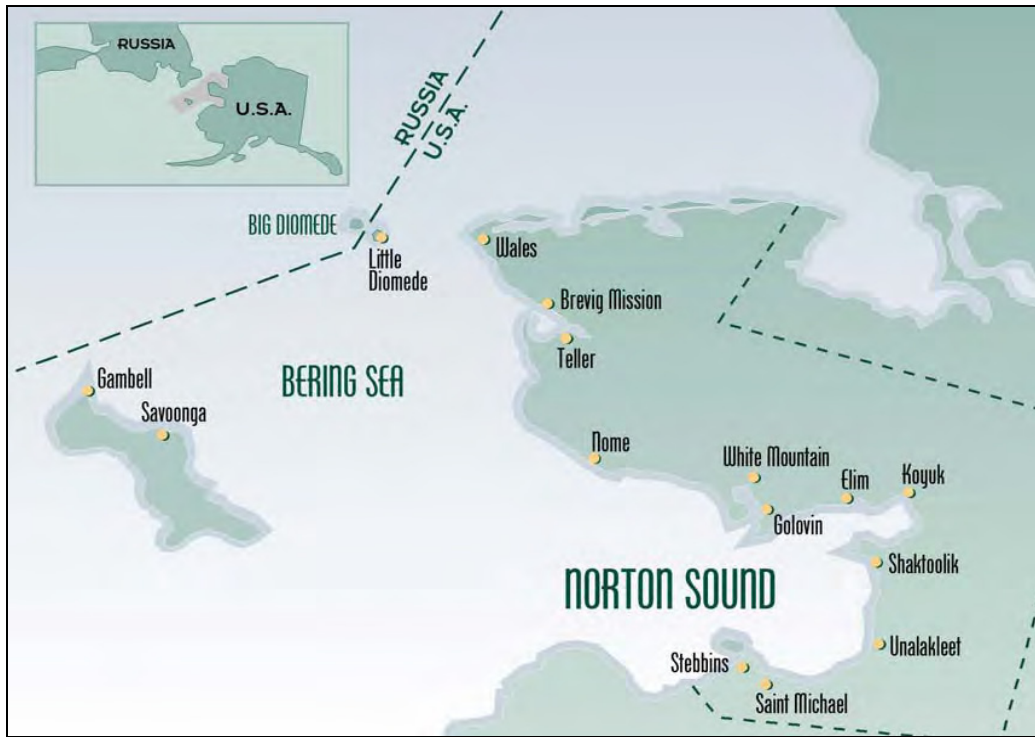 RUSSIA
U.S.A.
RUSSIA
U.S.A.
BIG DIOMEDE
Little
Diomede
Wales
Brevig Mission
Teller
Gambell
BERING SEA
Savoonga
Nome
White Mountain
Elim
Koyuk
Golovin
Shaktoolik
NORTON SOUND
Unalakleet
Stebbins
Saint Michael